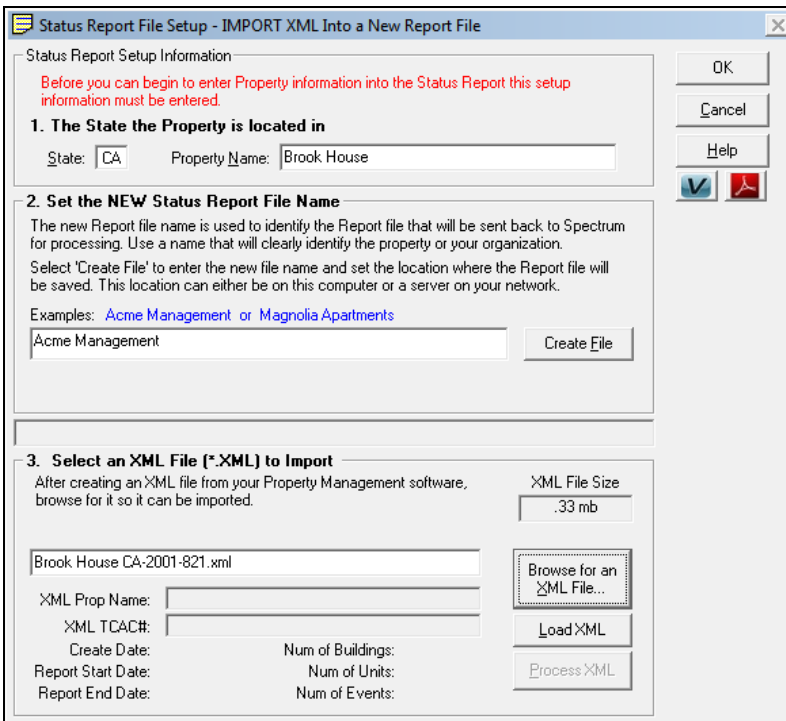 Status Report File Setup - IMPORT XML Into a New Report File
Status Report Setup Information
Before you can begin to enter Property information into the Status Report this setup
information must be entered.
1. The State the Property is located in
State: CA Property Name: Brook House
OK
Cancel
Help
2. Set the NEW Status Report File Name
The new Report file name is used to identify the Report file that will be sent back to Spectrum
for processing. Use a name that will clearly identify the property or your organization.
Select 'Create File' to enter the new file name and set the location where the Report file will
be saved. This location can either be on this computer or a server on your network.
Examples: Acme Management or Magnolia Apartments
Acme Management
Create File
3. Select an XML File (*.XML) to Import
After creating an XML file from your Property Management software,
browse for it so it can be imported.
XML File Size
.33 mb
Brook House CA-2001-821.xml
Browse for an
XML File...
XML Prop Name:
XML TCAC#:
Load XML
Create Date: Num of Buildings:
Report Start Date: Num of Units:
Process XML
Report End Date: Num of Events: